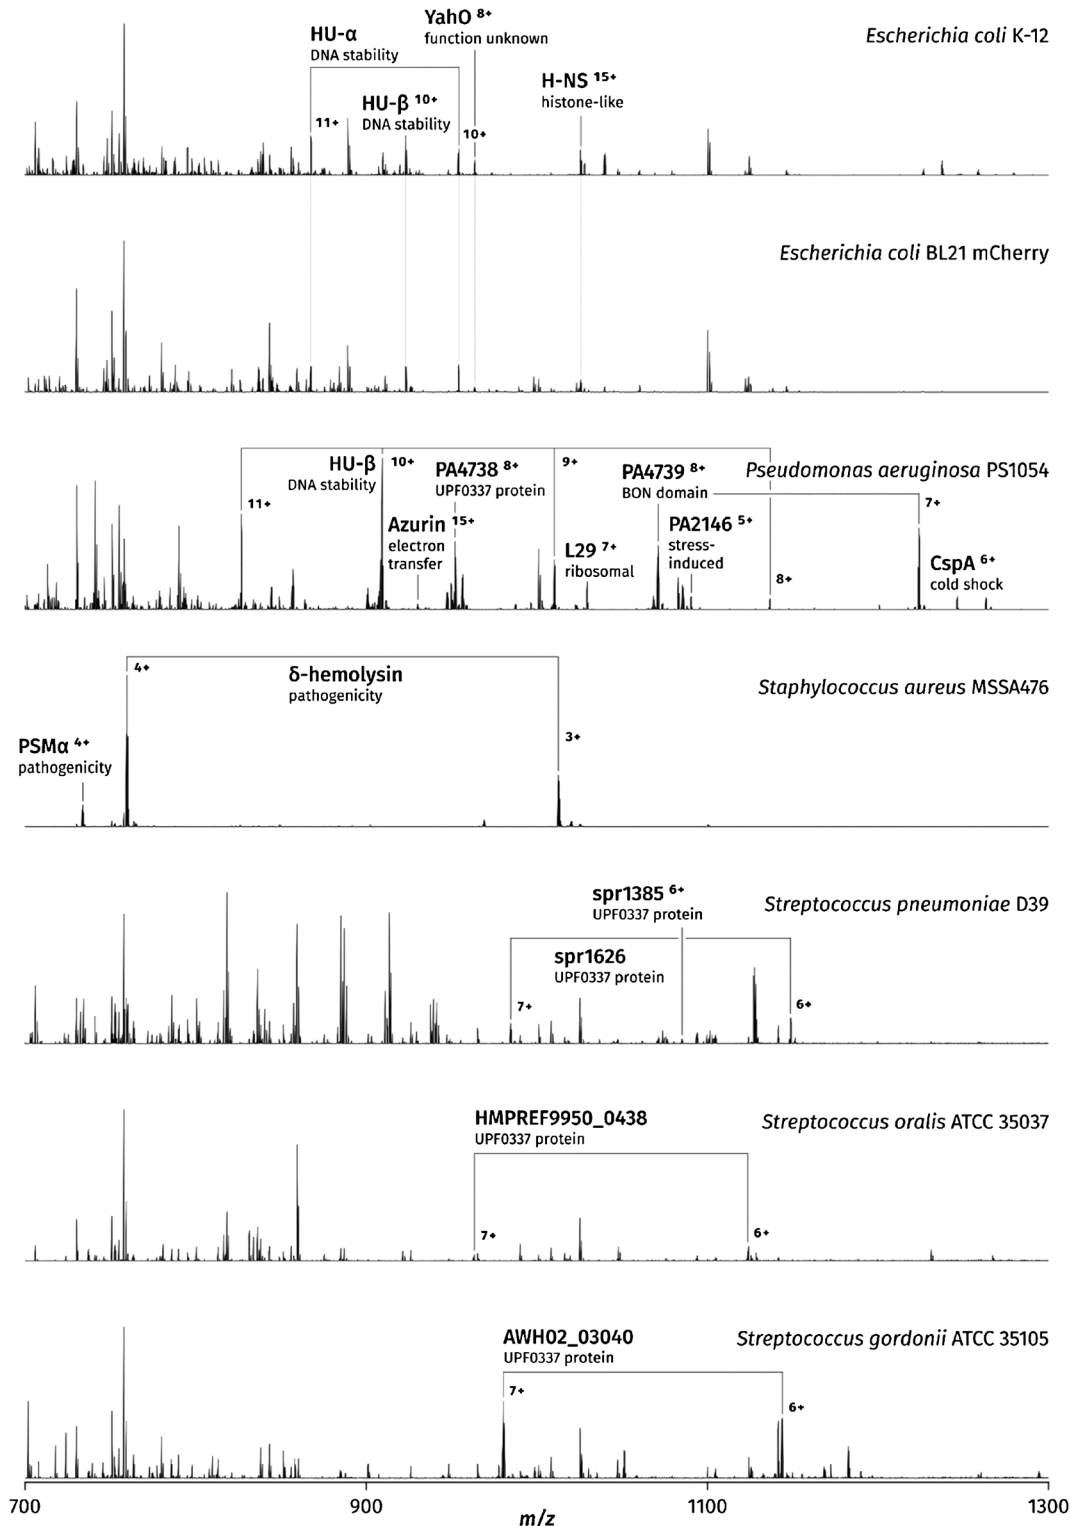 Escherichia coli K-12
YahO 8+
function unknown
HU-α
DNA stability
H-NS 15+
histone-like
HU-β 10+
DNA stability
11+
10+
Escherichia coli BL21 mCherry
Pseudomonas aeruginosa PS1054
HU-β
DNA stability
10+
PA4738 8+
UPF0337 protein
9+
PA4739 8+
BON domain
11+
7+
Azurin 15+
electron
transfer
PA2146 5+
stress-
induced
L29 7+
ribosomal
8+
CspA 6+
cold shock
Staphylococcus aureus MSSA476
4+
δ-hemolysin
pathogenicity
3+
PSMα 4+
pathogenicity
Streptococcus pneumoniae D39
spr1385 6+
UPF0337 protein
spr1626
UPF0337 protein
7+
6+
Streptococcus oralis ATCC 35037
HMPREF9950_0438
UPF0337 protein
7+
6+
Streptococcus gordonii ATCC 35105
AWH02_03040
UPF0337 protein
7+
6+
700
900
1100
1300
m/z